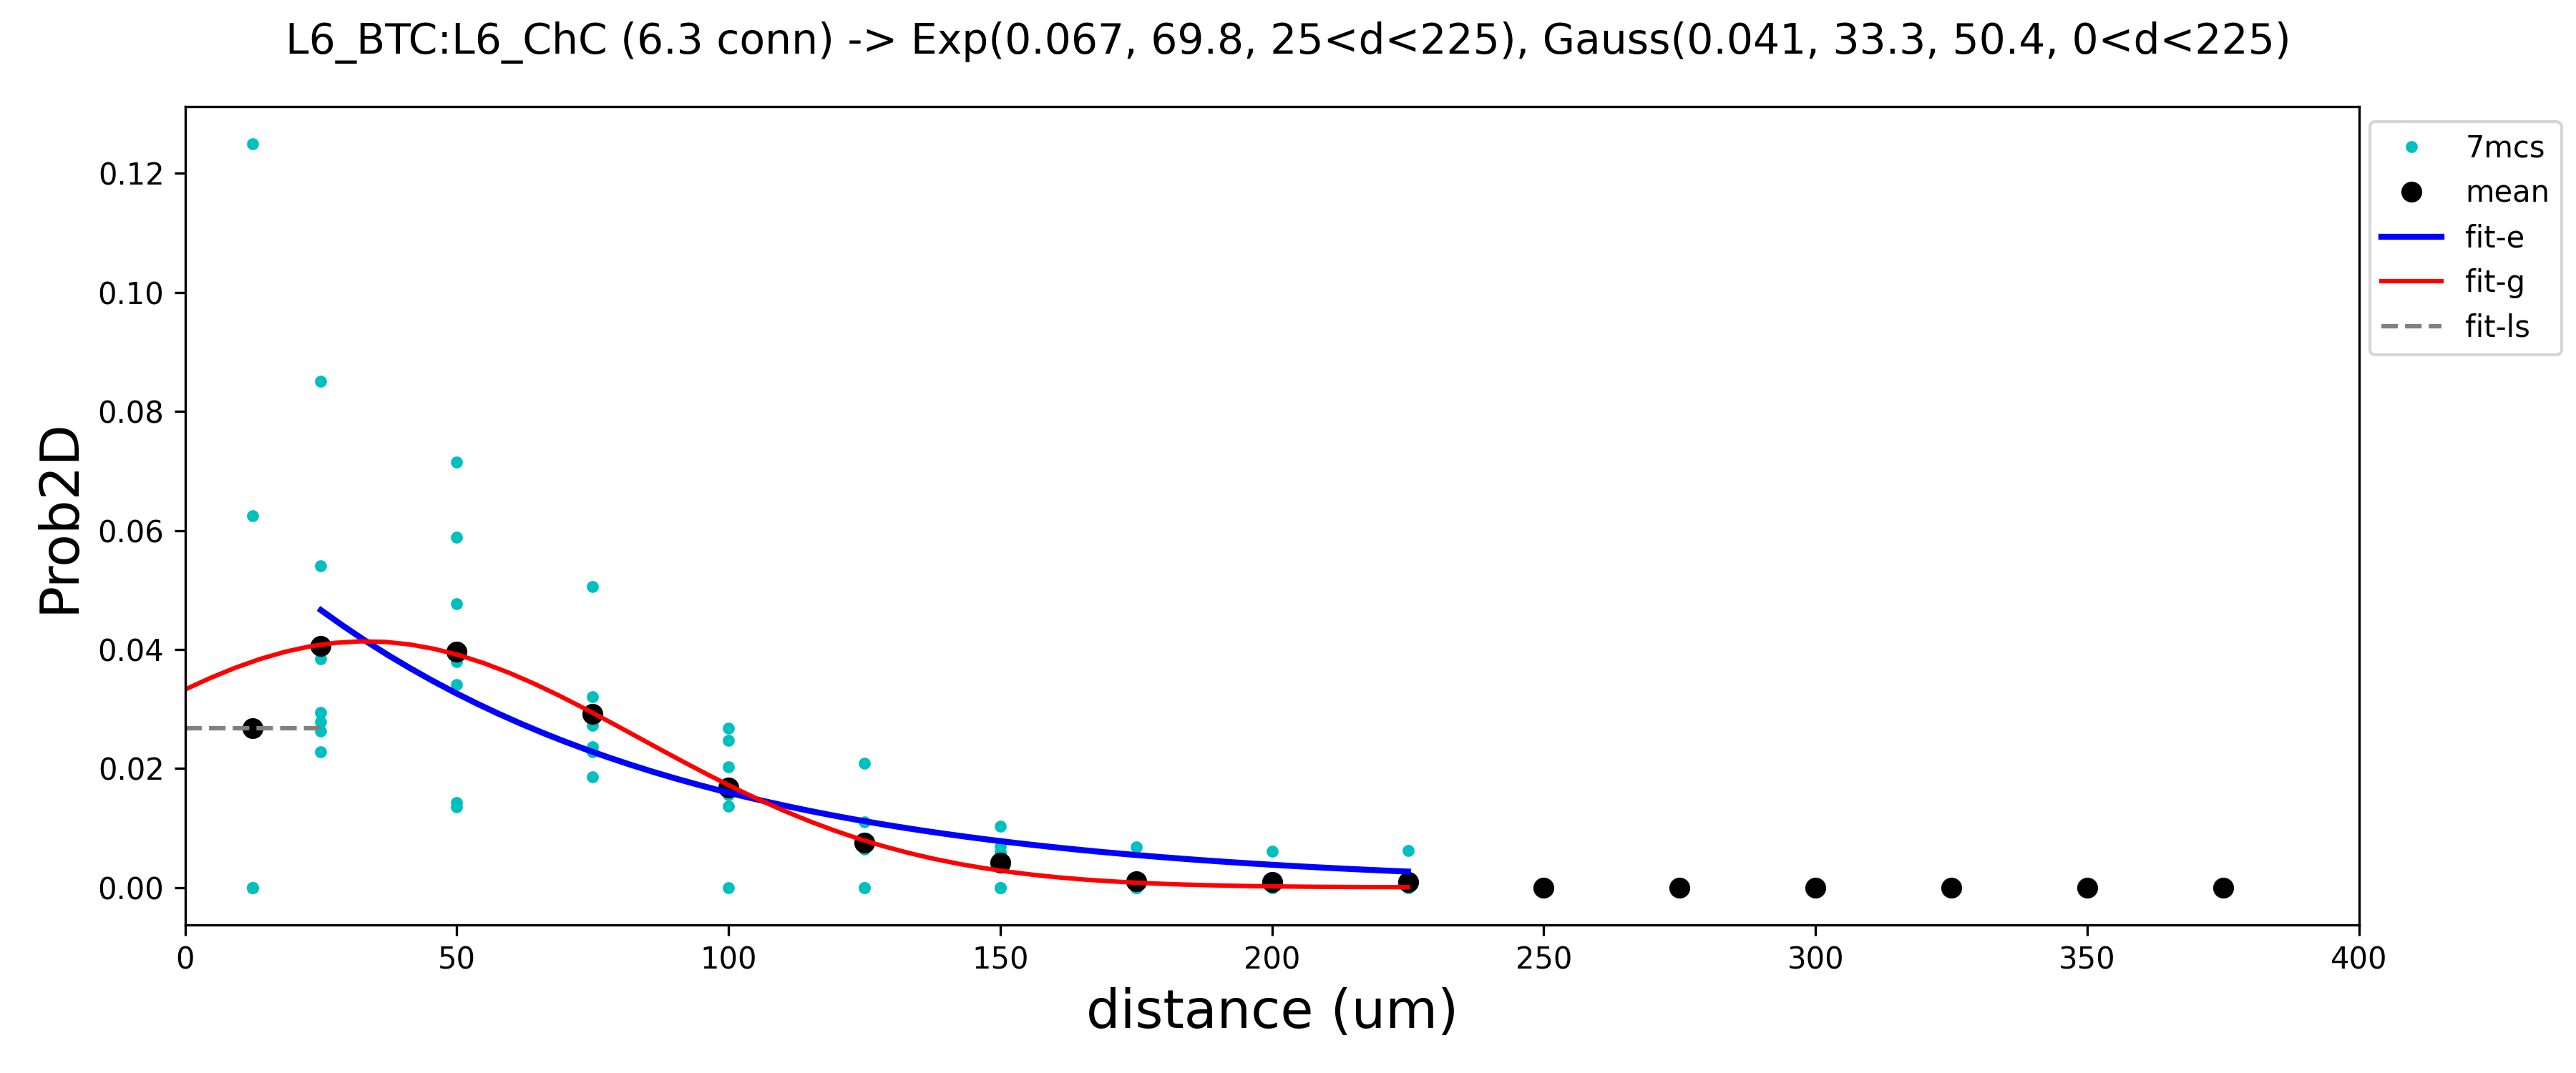 L6_BTC:L6_ChC (6.3 conn) -> Exp(0.067, 69.8, 25<d<225), Gauss(0.041, 33.3, 50.4, 0<d<225)
7mcs
mean
fit-e
fit-g
fit-ls
Prob2D
0.12
0.10
0.08
0.06
0.04
0.02
0.00
0 50 100 150 200 250 300 350 400
distance (um)